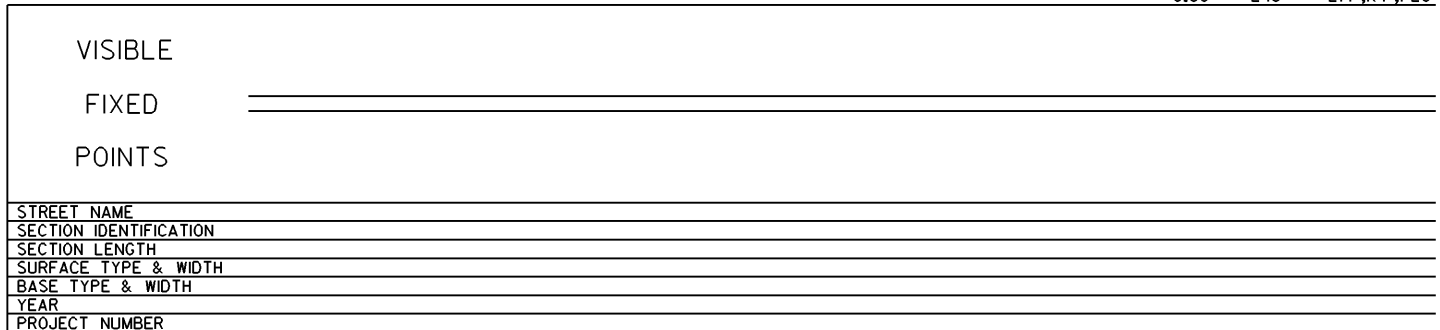 VISIBLE
FIXED
POINTS
STREET NAME
SECTION IDENTIFICATION
SECTION LENGTH
SURFACE TYPE & WIDTH
BASE TYPE & WIDTH
YEAR
PROJECT NUMBER